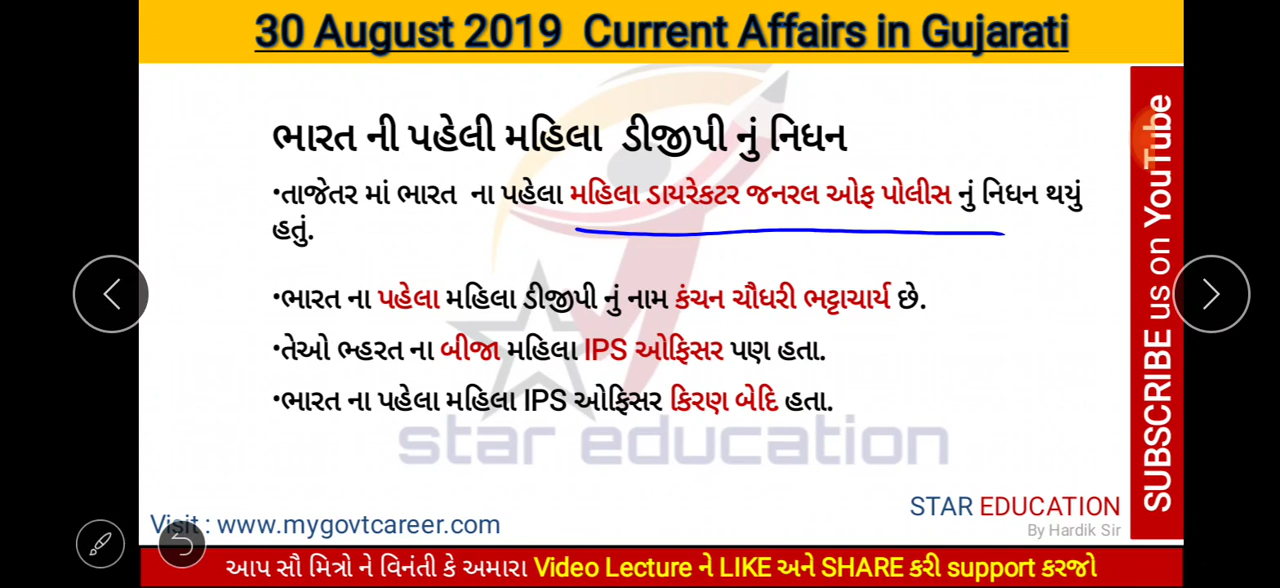 30 August 2019 Current Affairs in Gujarati
ભારત ની પહેલી મહિલા ડીજીપી નું નિધન
•તાજેતર માં ભારત ના પહેલા મહિલા ડાયરેકટર જનરલ ઓફ પોલીસ નું નિધન થયું
હતું.
•ભારત ના પહેલા મહિલા ડીજીપી નું નામ કંચન ચૌધરી ભટ્ટાચાર્ય છે.
•તેઓ ભ્હરત ના બીજા મહિલા IPS ઓફિસર પણ હતા.
•ભારત ના પહેલા મહિલા IPS ઓફિસર કિરણ બેદિ હતા.
star education
STAR EDUCATION
By Hardik Sir
Visit : www.mygovtcareer.com
SUBSCRIBE us on YouTube
આપ સૌ મિત્રો ને વિનંતી કે અમારા Video Lecture ને LIKE અને SHARE કરી support કરજો